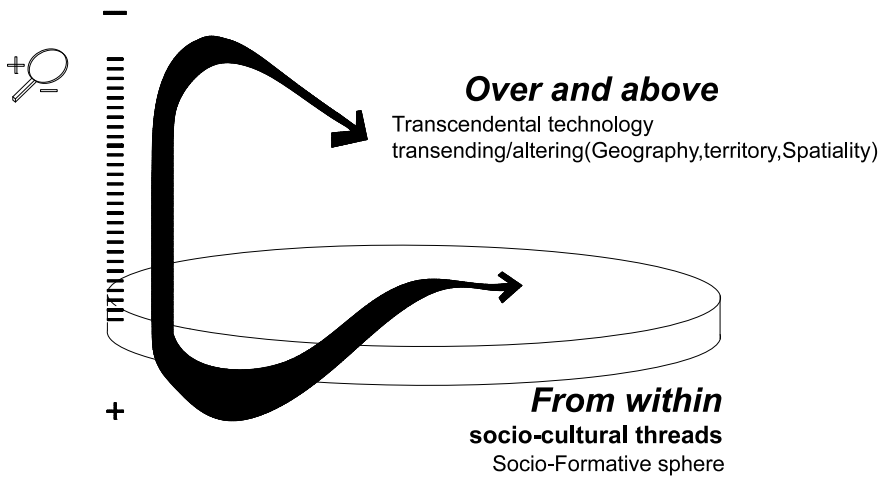 −
+
−
Over and above
Transcendental technology
transending/altering(Geography,territory,Spatiality)
+
From within
socio-cultural threads
Socio-Formative sphere